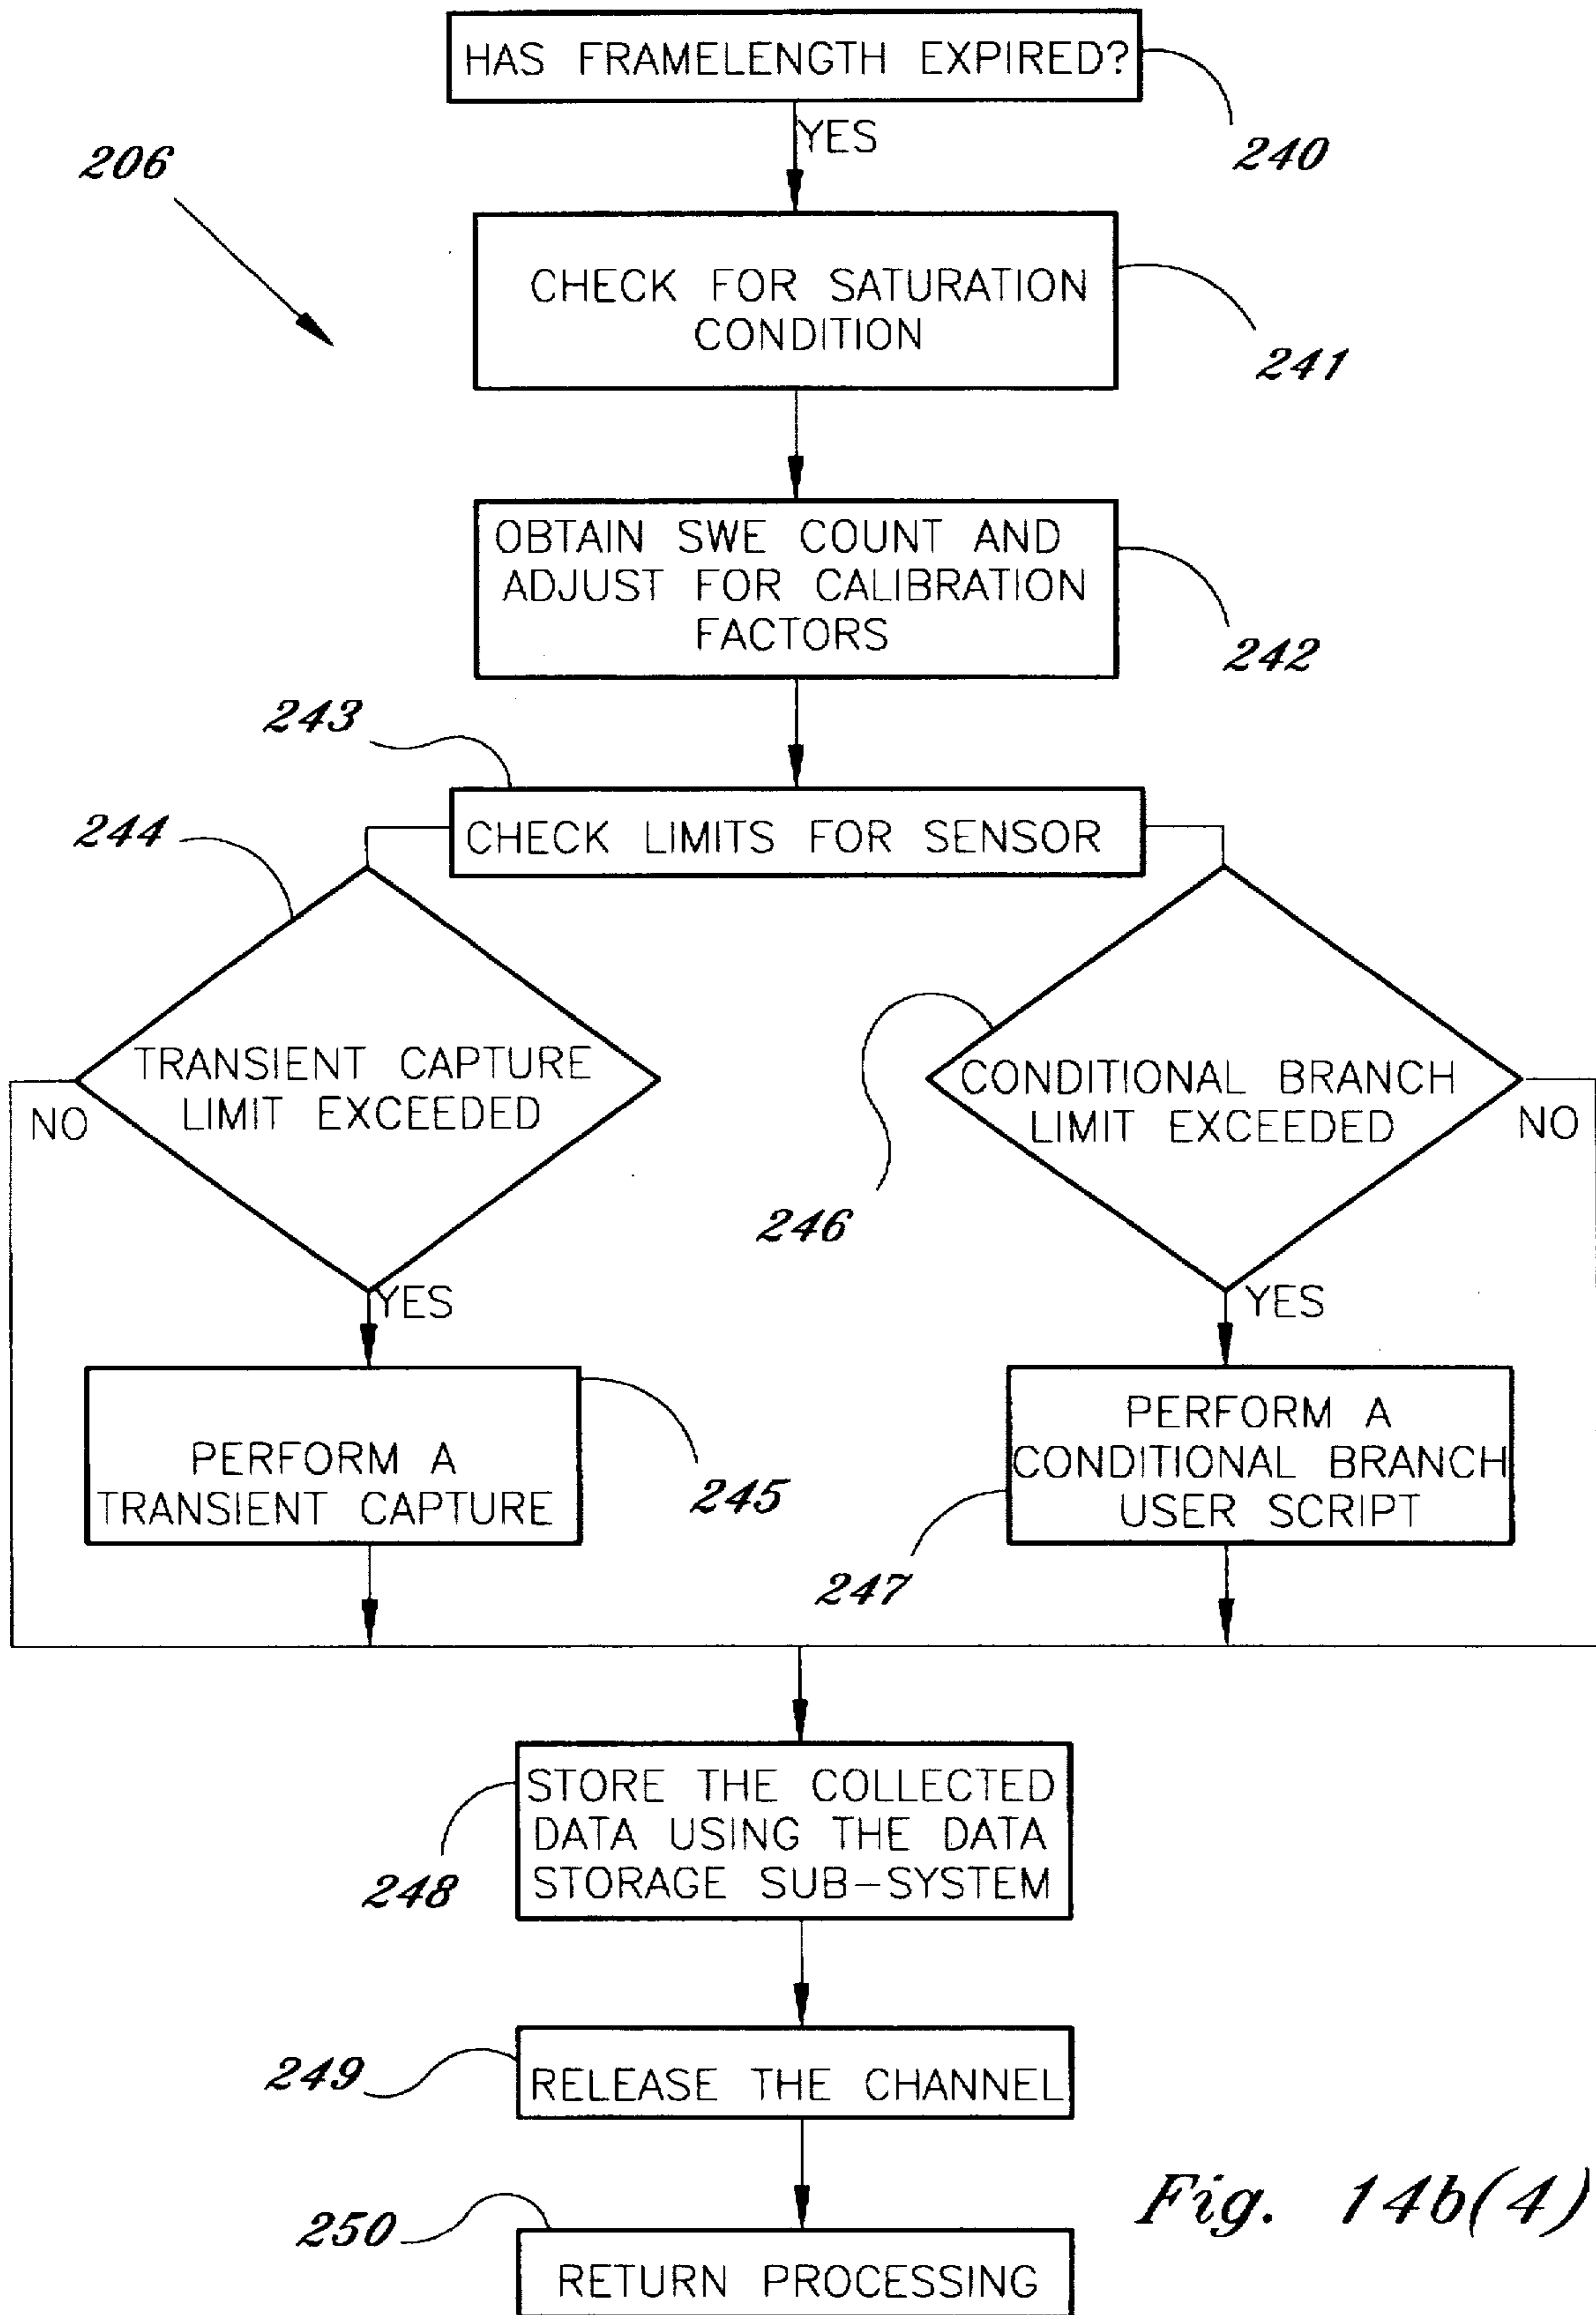 HAS FRAMELENGTH EXPIRED?
240
YES
206
CHECK FOR SATURATION
CONDITION
241
OBTAIN SWE COUNT AND
ADJUST FOR CALIBRATION
FACTORS
242
243
CHECK LIMITS FOR SENSOR
244
TRANSIENT CAPTURE
LIMIT EXCEEDED
NO
YES
CONDITIONAL BRANCH
LIMIT EXCEEDED
NO
246
YES
PERFORM A
TRANSIENT CAPTURE
245
PERFORM A
CONDITIONAL BRANCH
USER SCRIPT
247
STORE THE COLLECTED
DATA USING THE DATA
STORAGE SUB-SYSTEM
248
249
RELEASE THE CHANNEL
250
RETURN PROCESSING
Fig. 14b(4)